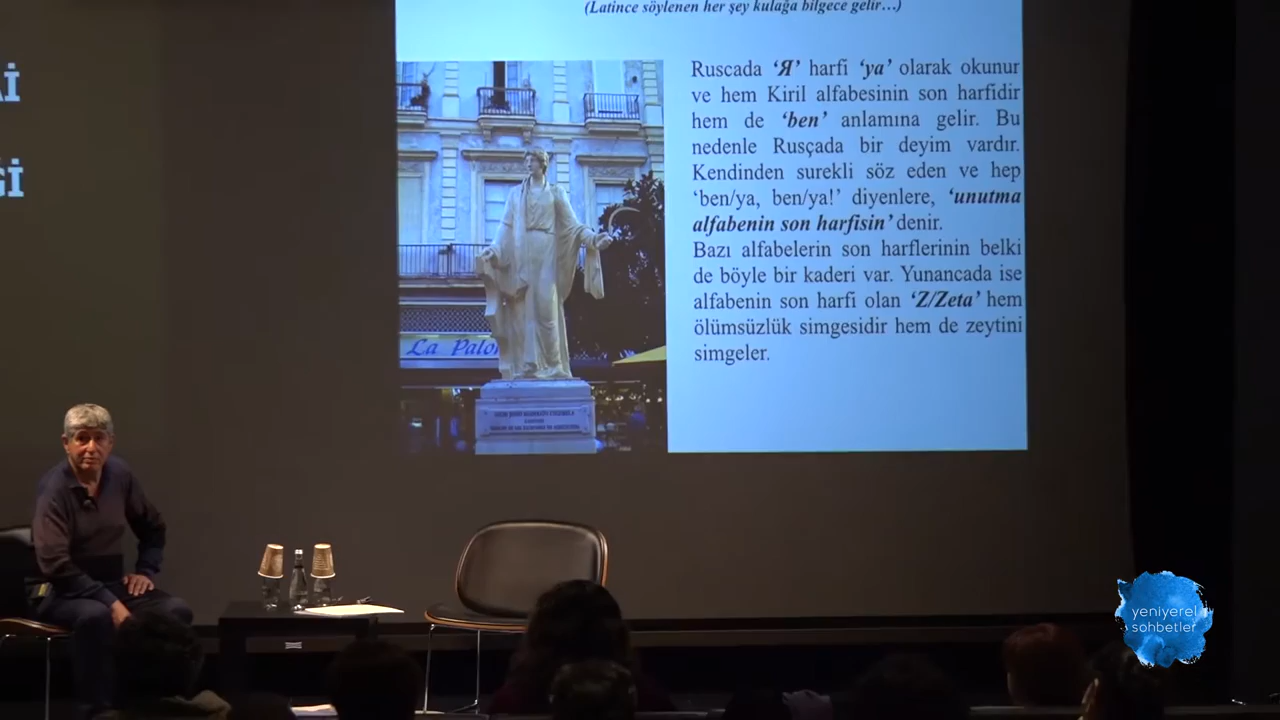 (Latince söylenen her şey kulağa bilgece gelir…)
İ
Ruscada ‘Я’ harfi ‘ya’ olarak okunur
ve hem Kiril alfabesinin son harfidir
hem de ‘ben’ anlamına gelir. Bu
nedenle Rusçada bir deyim vardır.
Kendinden surekli söz eden ve hep
‘ben/ya, ben/ya!’ diyenlere, ‘unutma
alfabenin son harfisin’ denir.
Bazı alfabelerin son harflerinin belki
de böyle bir kaderi var. Yunancada ise
alfabenin son harfi olan ‘Z/Zeta’ hem
ölümsüzlük simgesidir hem de zeytini
simgeler.
Ğİ
La Palo
yeniyerel
sohbetler